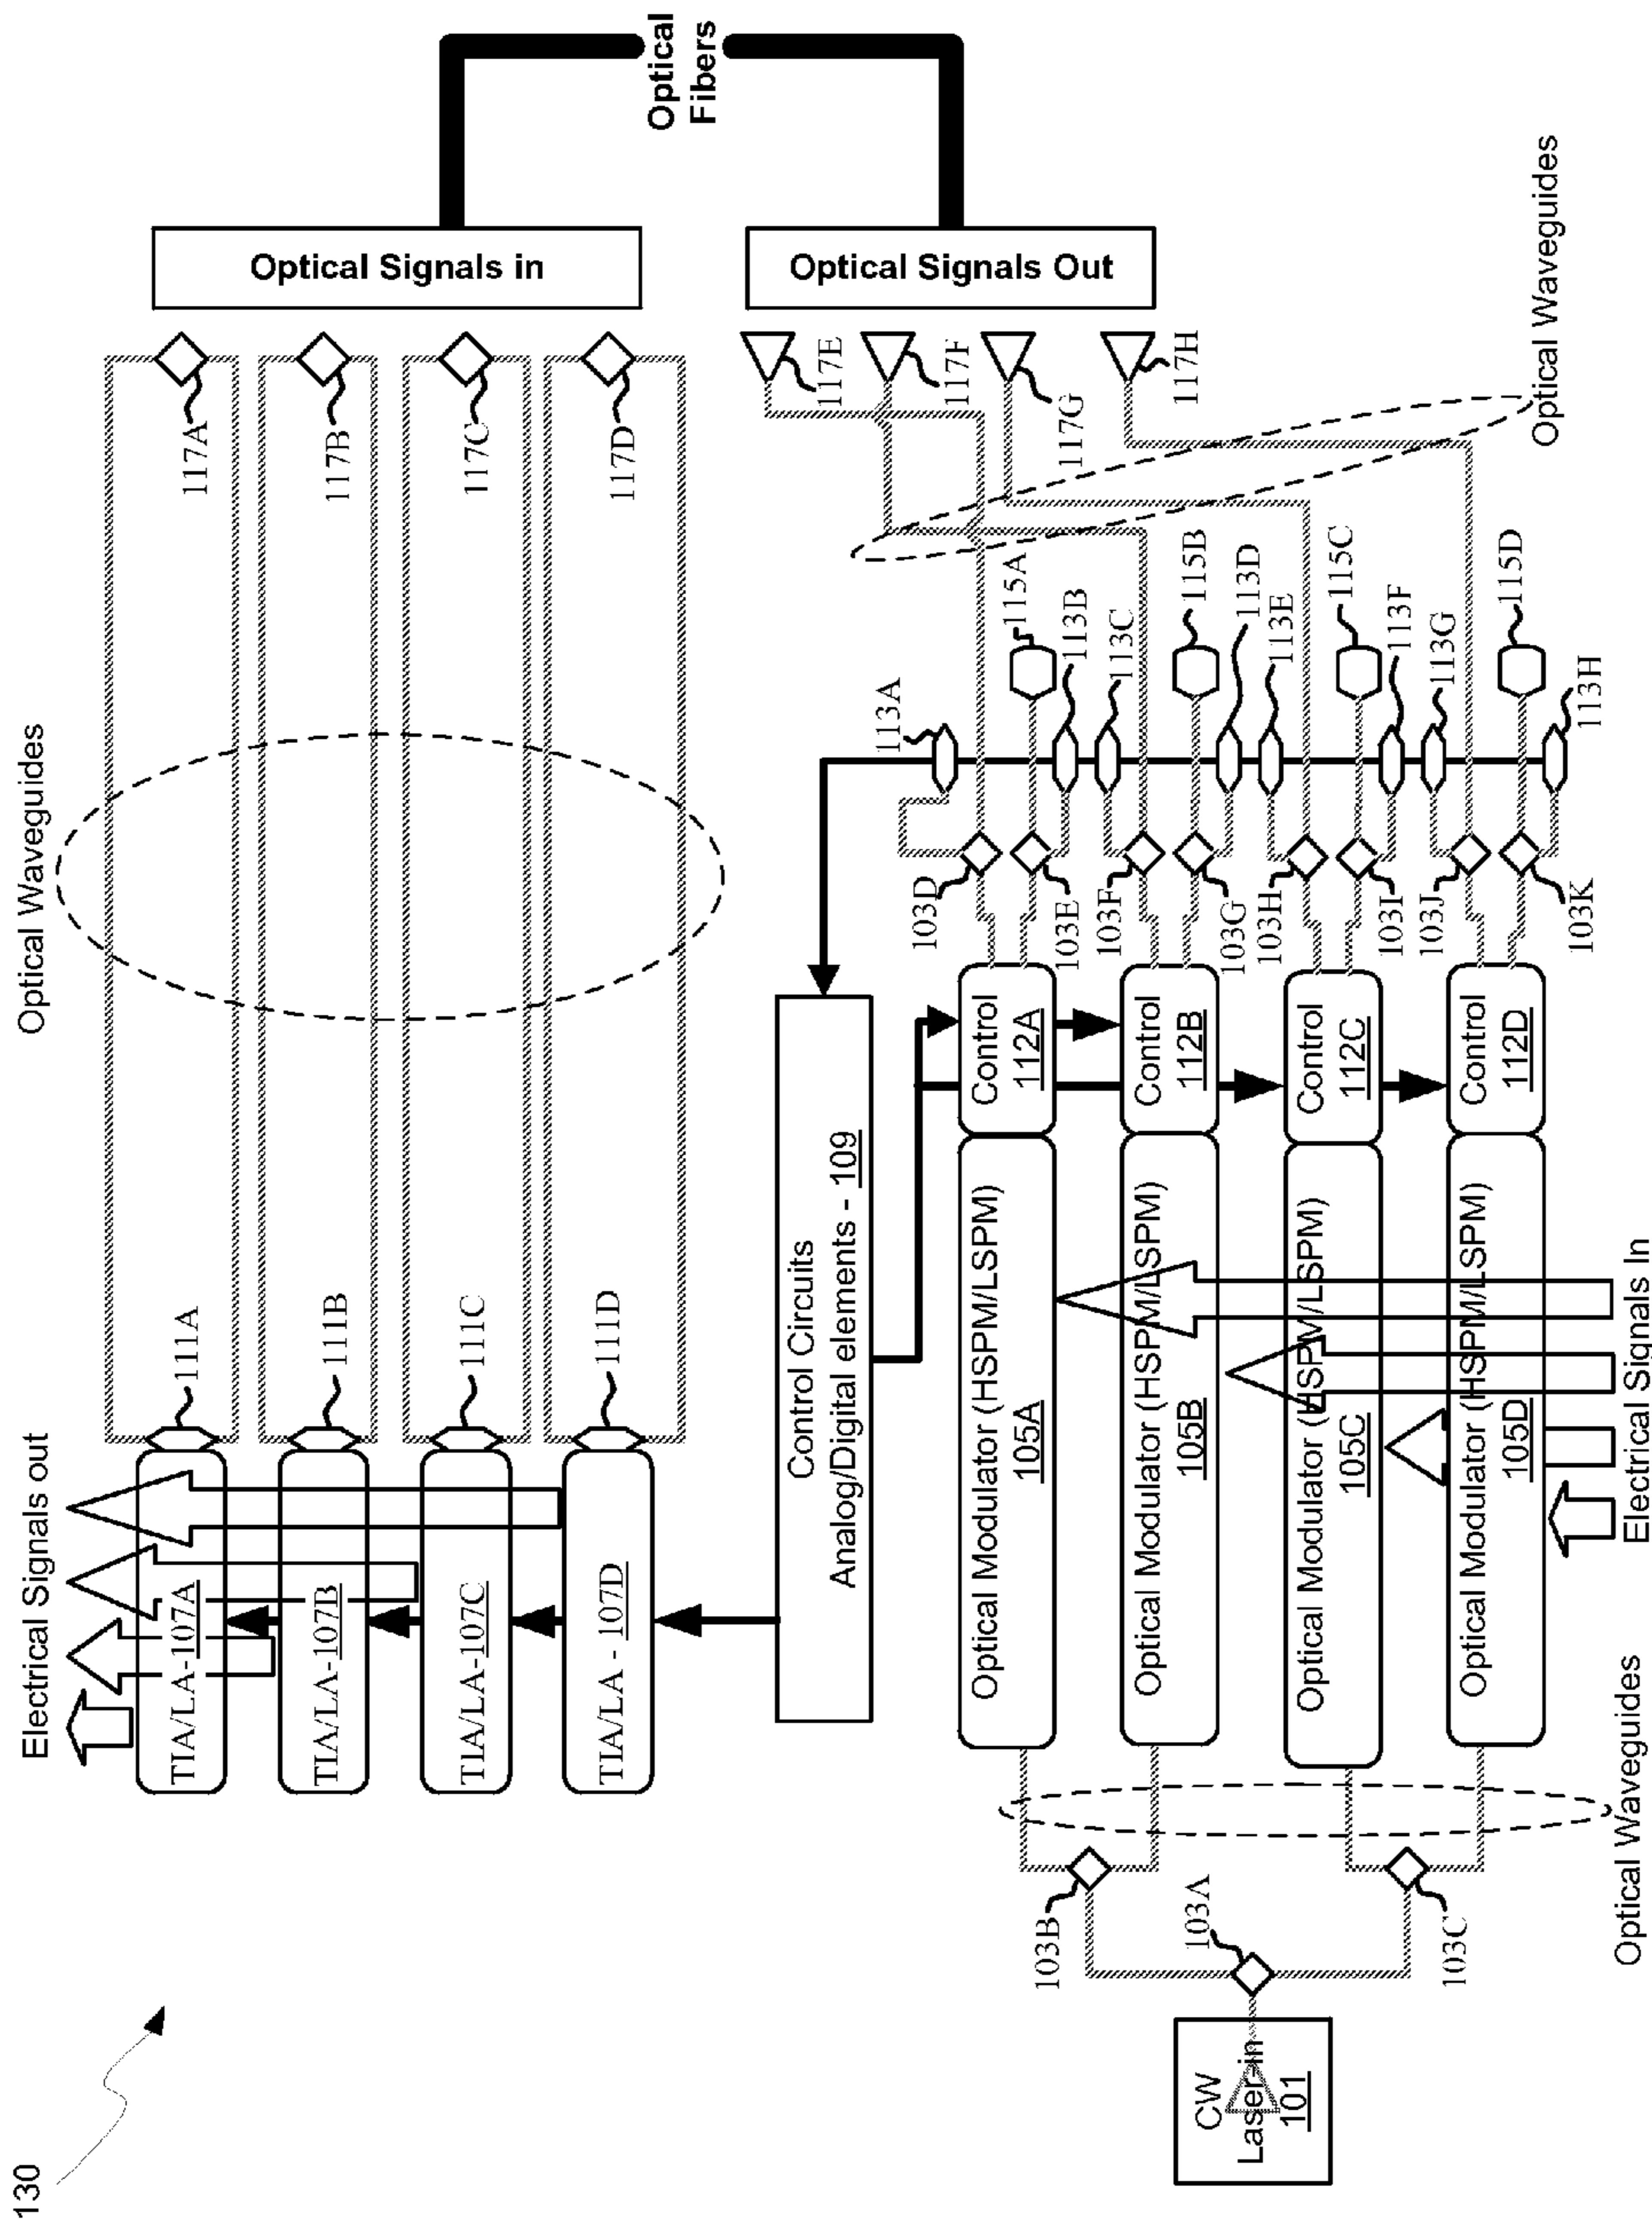 130
Electrical Signals out
Optical Waveguides
TIA/LA-107A
111A
117A
TIA/LA-107B
111B
117B
TIA/LA-107C
111C
117C
TIA/LA - 107D
111D
117D
Optical Signals in
Optical
Fibers
Optical Signals Out
Control Circuits
Analog/Digital elements - 109
113A
117E
117F
117G
117H
CW
Laser-in
101
103A
103B
103C
Optical Modulator (HSPM/LSPM)
105A
Control
112A
103D
103E
115A
113B
Optical Modulator (HSPM/LSPM)
105B
Control
112B
103F
103G
113C
115B
113D
Optical Modulator (HSPM/LSPM)
105C
Control
112C
103H
103I
113E
115C
113F
Optical Modulator (HSPM/LSPM)
105D
Control
112D
103J
103K
113G
115D
113H
Optical Waveguides
Optical Waveguides
Electrical Signals In